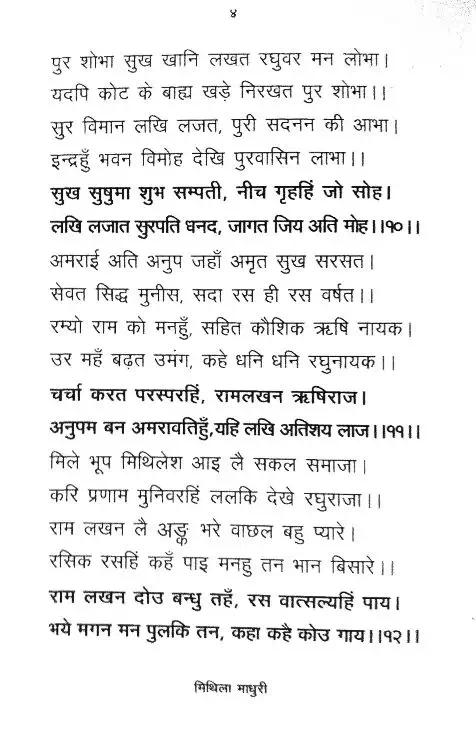 ४
पुर शोभा सुख खानि लखत रघुवर मन लोभा।
यदपि कोट के बाह्य खड़े निरखत पुर शोभा।।
सुर विमान लखि लजत, पुरी सदनन की आभा।
इन्द्रहुँ भवन विमोह देखि पुरवासिन लाभा।।
सुख सुषुमा शुभ सम्पती, नीच गृहहिं जो सोह।
लखि लजात सुरपति धनद, जागत जिय अति मोह।।१०।।
अमराई अति अनुप जहाँ अमृत सुख सरसत।
सेवत सिद्ध मुनीस, सदा रस ही रस वर्षत।।
रम्यो राम को मनहुँ, सहित कौशिक ऋषि नायक।
उर महँ बढ़त उमंग, कहे धनि धनि रघुनायक।।
चर्चा करत परस्परहिं, रामलखन ऋषिराज।
अनुपम बन अमरावतिहुँ,यहि लखि अतिशय लाज।।११।।
मिले भूप मिथिलेश आइ लै सकल समाजा।
करि प्रणाम मुनिवरहिं ललकि देखे रघुराजा।।
राम लखन लै अङ्क भरे वाछल बहु प्यारे।
रसिक रसहिं कहँ पाइ मनहु तन भान बिसारे।।
राम लखन दोउ बन्धु तहँ, रस वात्सल्यहिं पाय।
भये मगन मन पुलकि तन, कहा कहै कोउ गाय।।१२।।
मिथिला माधुरी